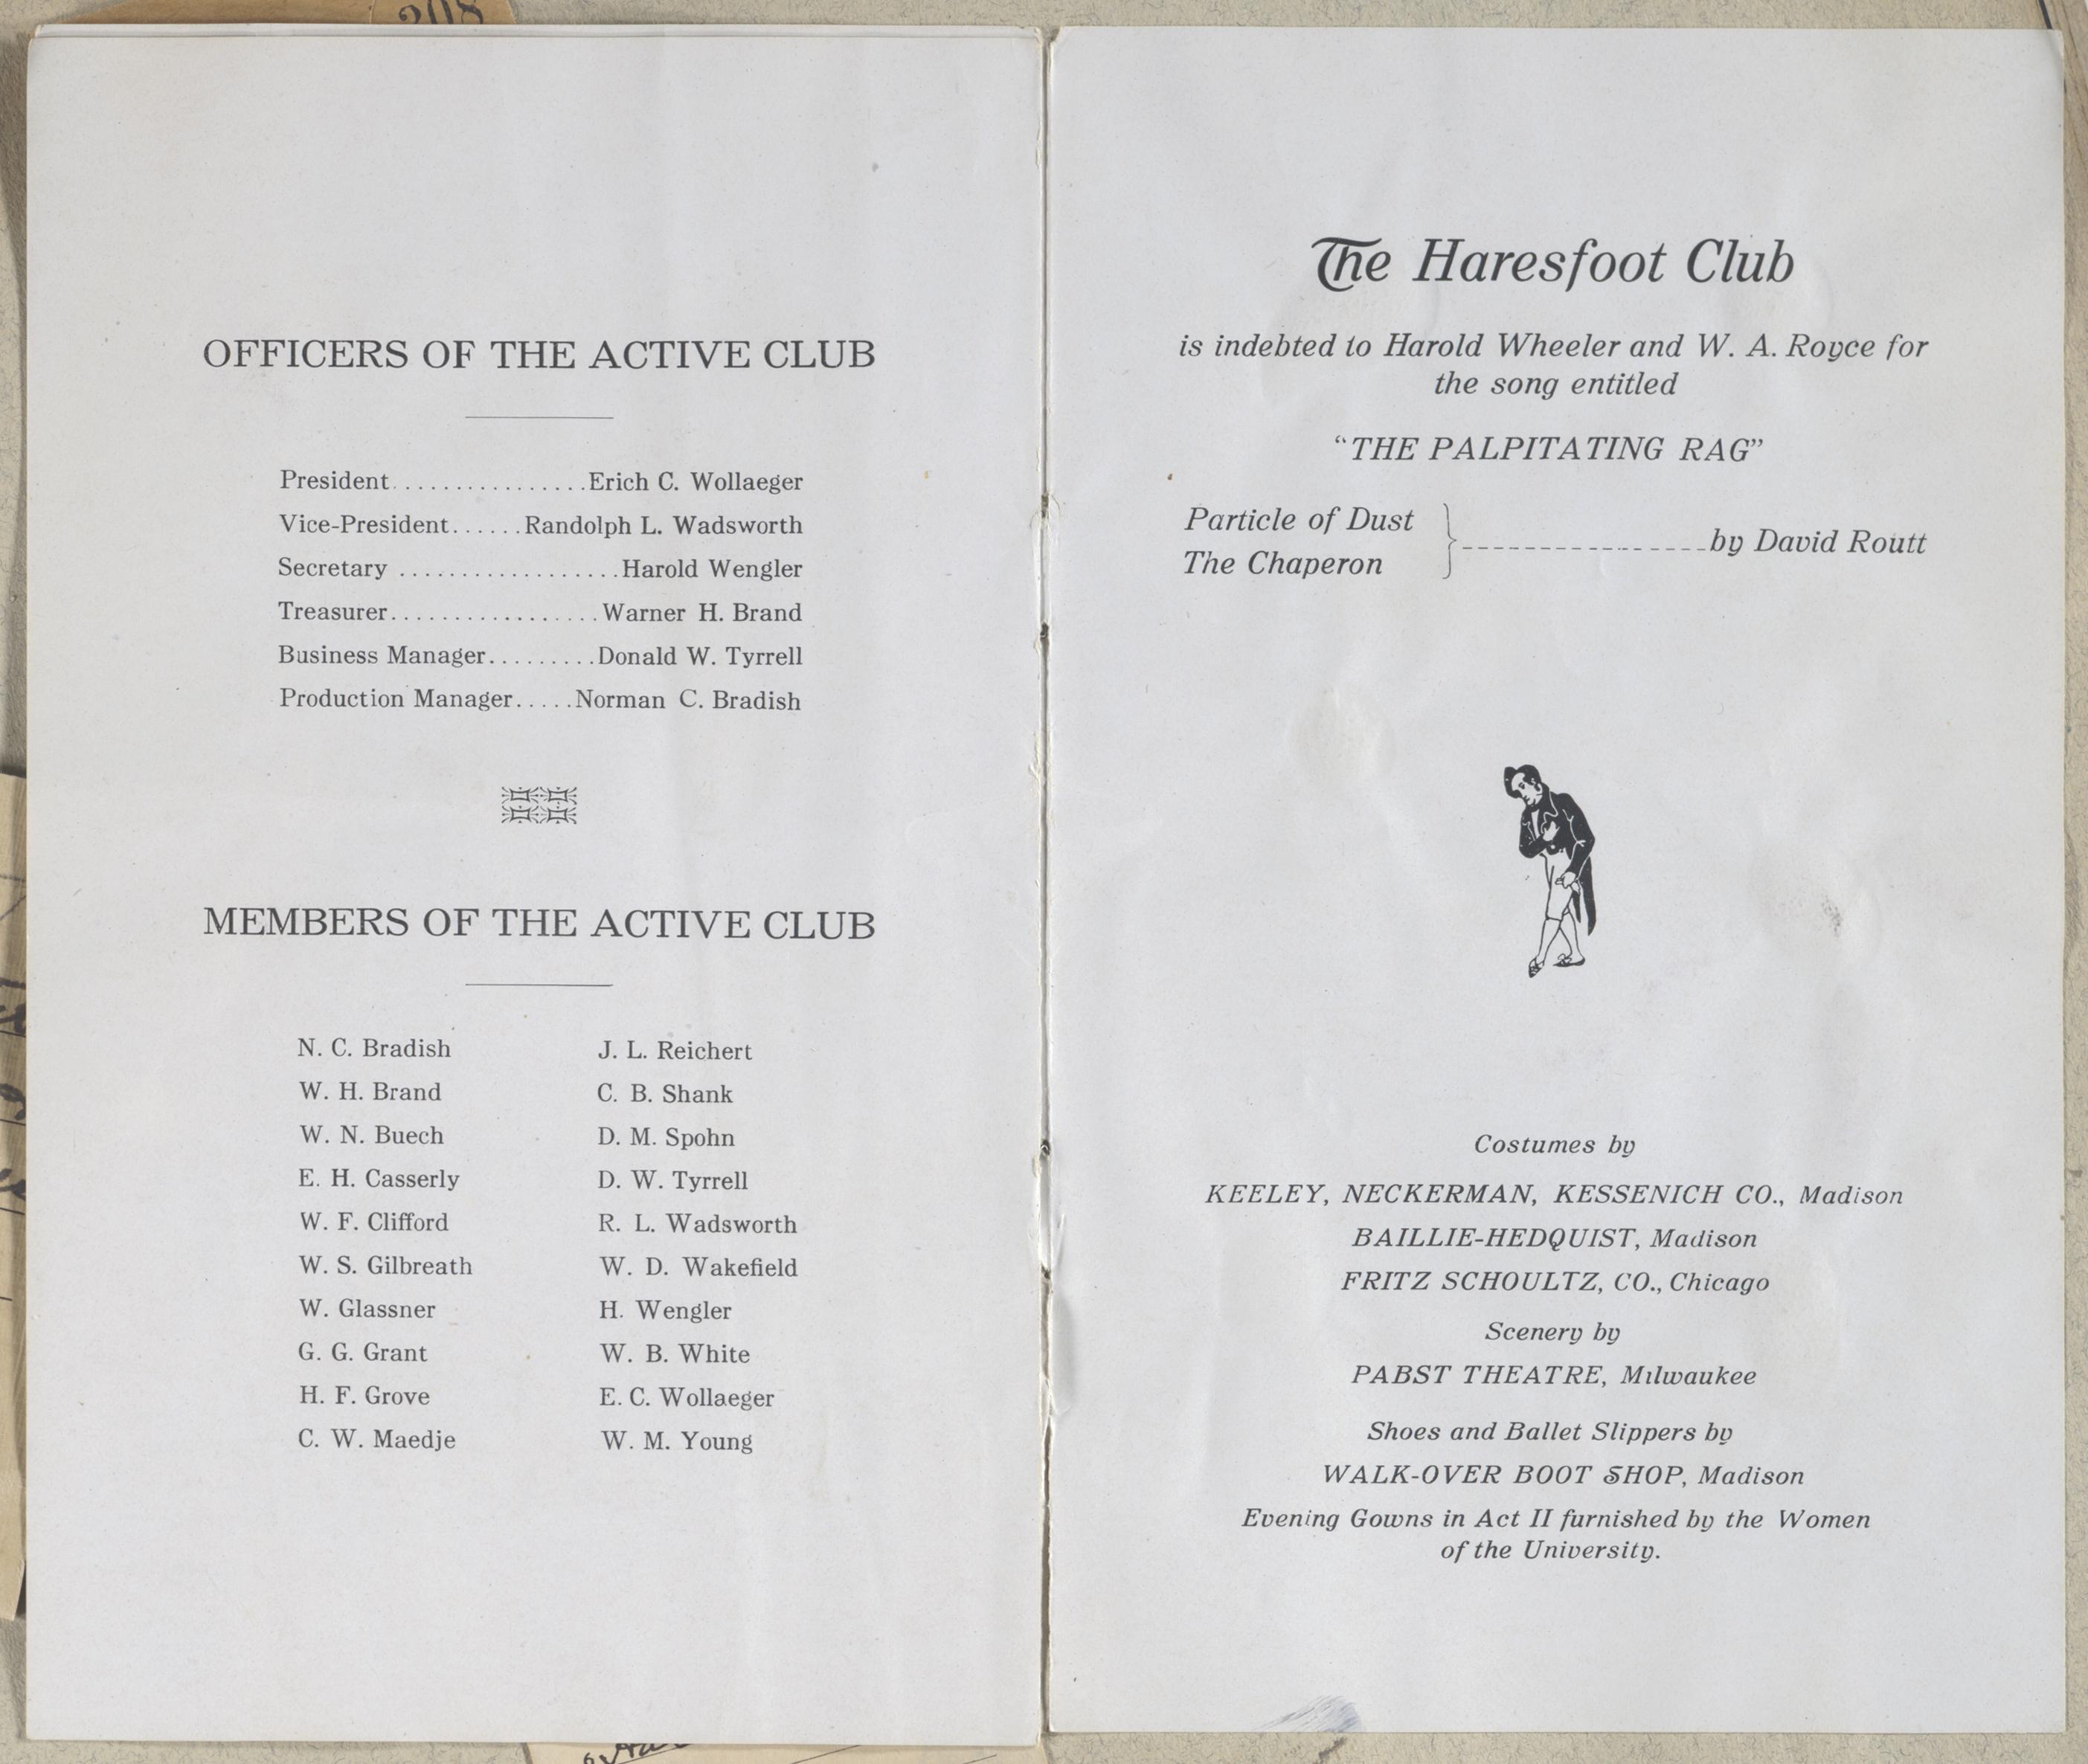 208
OFFICERS OF THE ACTIVE CLUB
President................Erich C. Wollaeger
Vice-President......Randolph L. Wadsworth
Secretary ..................Harold Wengler
Treasurer.................Warner H. Brand
Business Manager.........Donald W. Tyrrell
Production Manager.....Norman C. Bradish
MEMBERS OF THE ACTIVE CLUB
N. C. Bradish
W. H. Brand
W. N. Buech
E. H. Casserly
W. F. Clifford
W. S. Gilbreath
W. Glassner
G. G. Grant
H. F. Grove
C. W. Maedje
J. L. Reichert
C. B. Shank
D. M. Spohn
D. W. Tyrrell
R. L. Wadsworth
W. D. Wakefield
H. Wengler
W. B. White
E. C. Wollaeger
W. M. Young
The Haresfoot Club
is indebted to Harold Wheeler and W. A. Royce for
the song entitled
"THE PALPITATING RAG"
Particle of Dust
The Chaperon
}-------------------by David Routt
Costumes by
KEELEY, NECKERMAN, KESSENICH CO., Madison
BAILLIE-HEDQUIST, Madison
FRITZ SCHOULTZ, CO., Chicago
Scenery by
PABST THEATRE, Milwaukee
Shoes and Ballet Slippers by
WALK-OVER BOOT SHOP, Madison
Evening Gowns in Act II furnished by the Women
of the University.